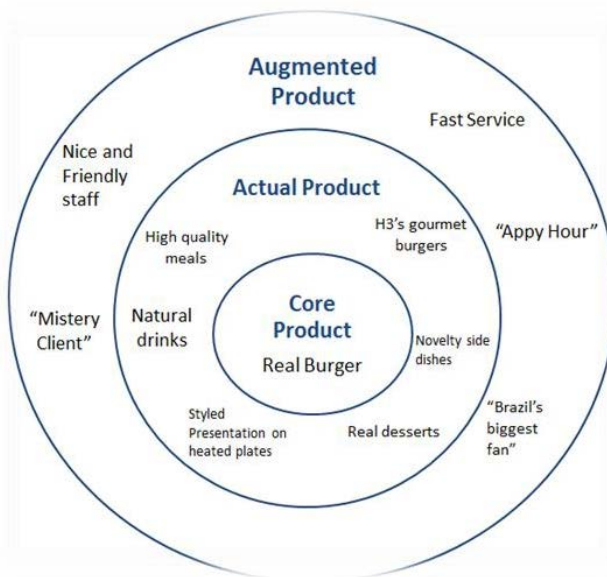 Augmented
Product
Fast Service
Nice and
Friendly
staff
Actual Product
H3's gourmet
burgers
High quality
meals
"Appy Hour"
Core
Product
Real Burger
"Mistery
Client"
Natural
drinks
Novelty side
dishes
Styled
Presentation on
heated plates
Real desserts
"Brazil's
biggest
fan"